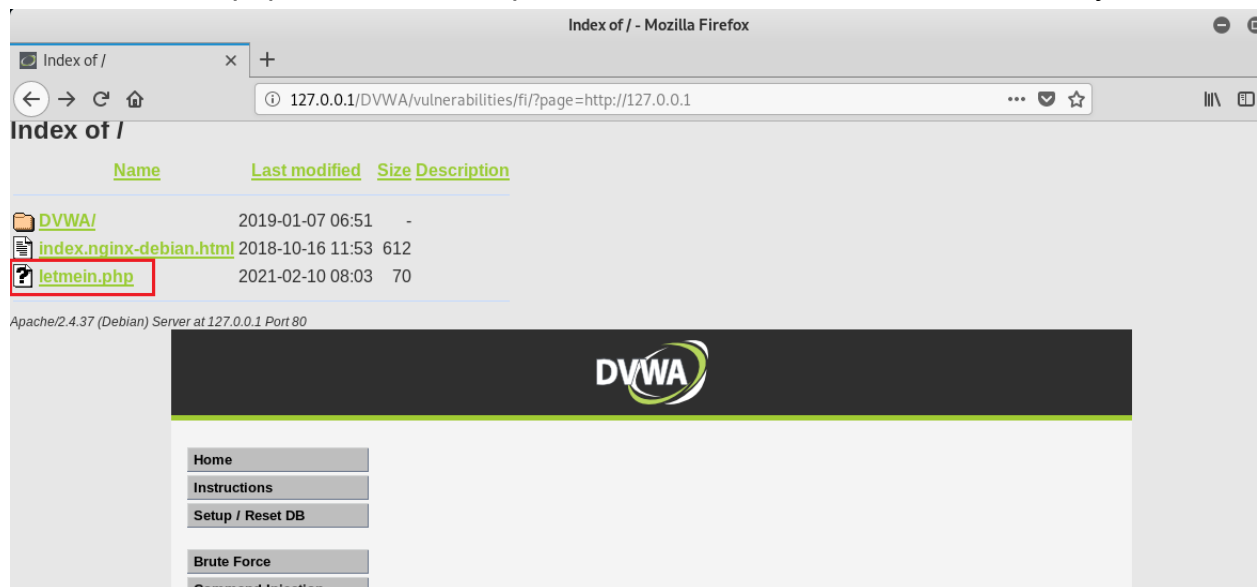 Index of / - Mozilla Firefox
Index of /
127.0.0.1/DVWA/vulnerabilities/fi/?page=http://127.0.0.1
Index of /
Name Last modified Size Description
DVWA/ 2019-01-07 06:51 -
index.nginx-debian.html 2018-10-16 11:53 612
letmein.php 2021-02-10 08:03 70
Apache/2.4.37 (Debian) Server at 127.0.0.1 Port 80
DVWA
Home
Instructions
Setup / Reset DB
Brute Force